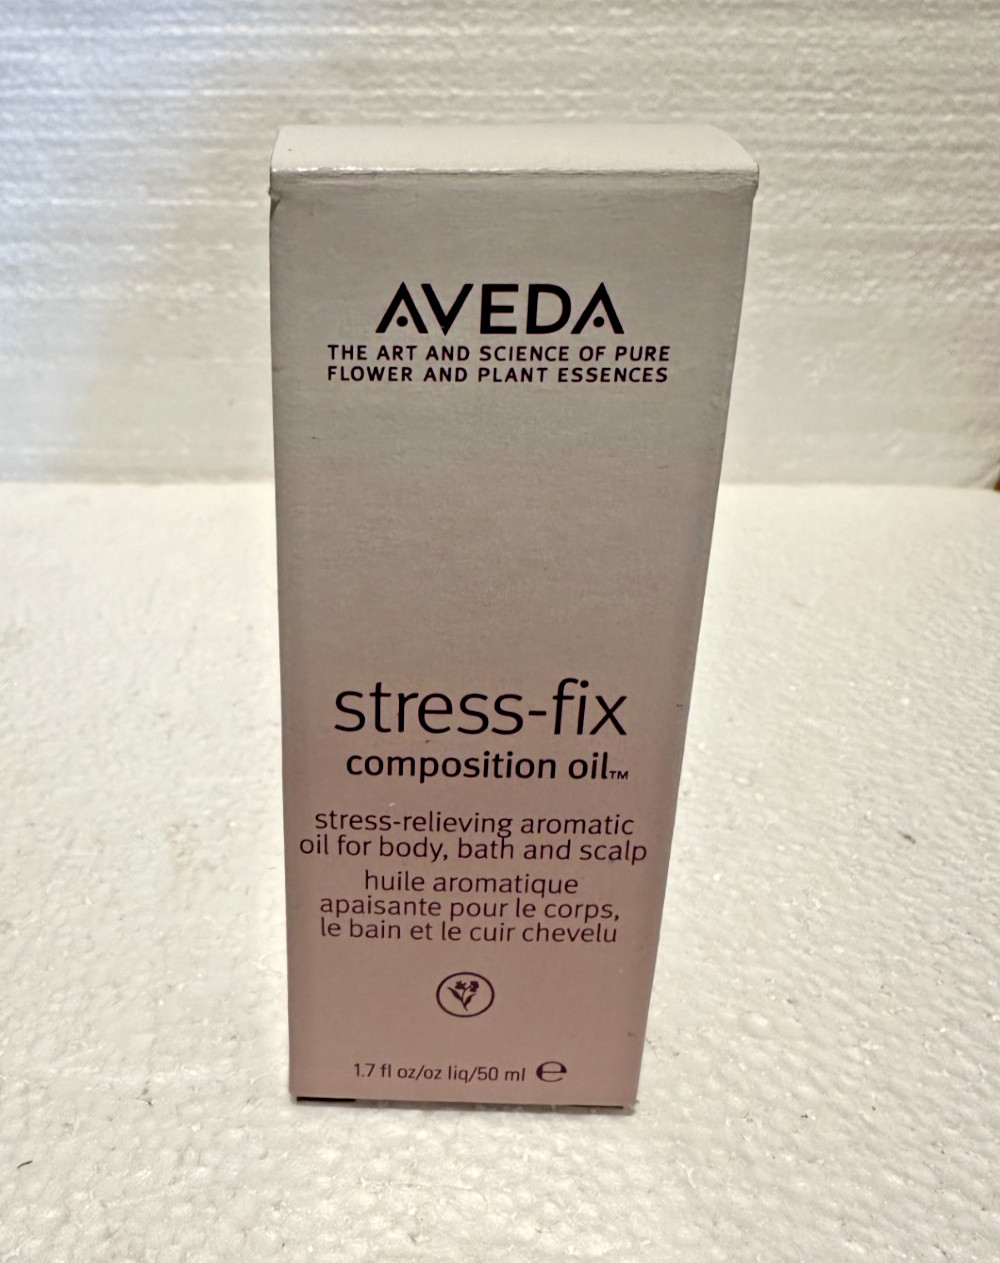 AVEDA
THE ART AND SCIENCE OF PURE
FLOWER AND PLANT ESSENCES
stress-fix
composition oil™
stress-relieving aromatic
oil for body, bath and scalp
huile aromatique
apaisante pour le corps,
le bain et le cuir chevelu
1.7 fl oz/oz liq/50 ml ℮